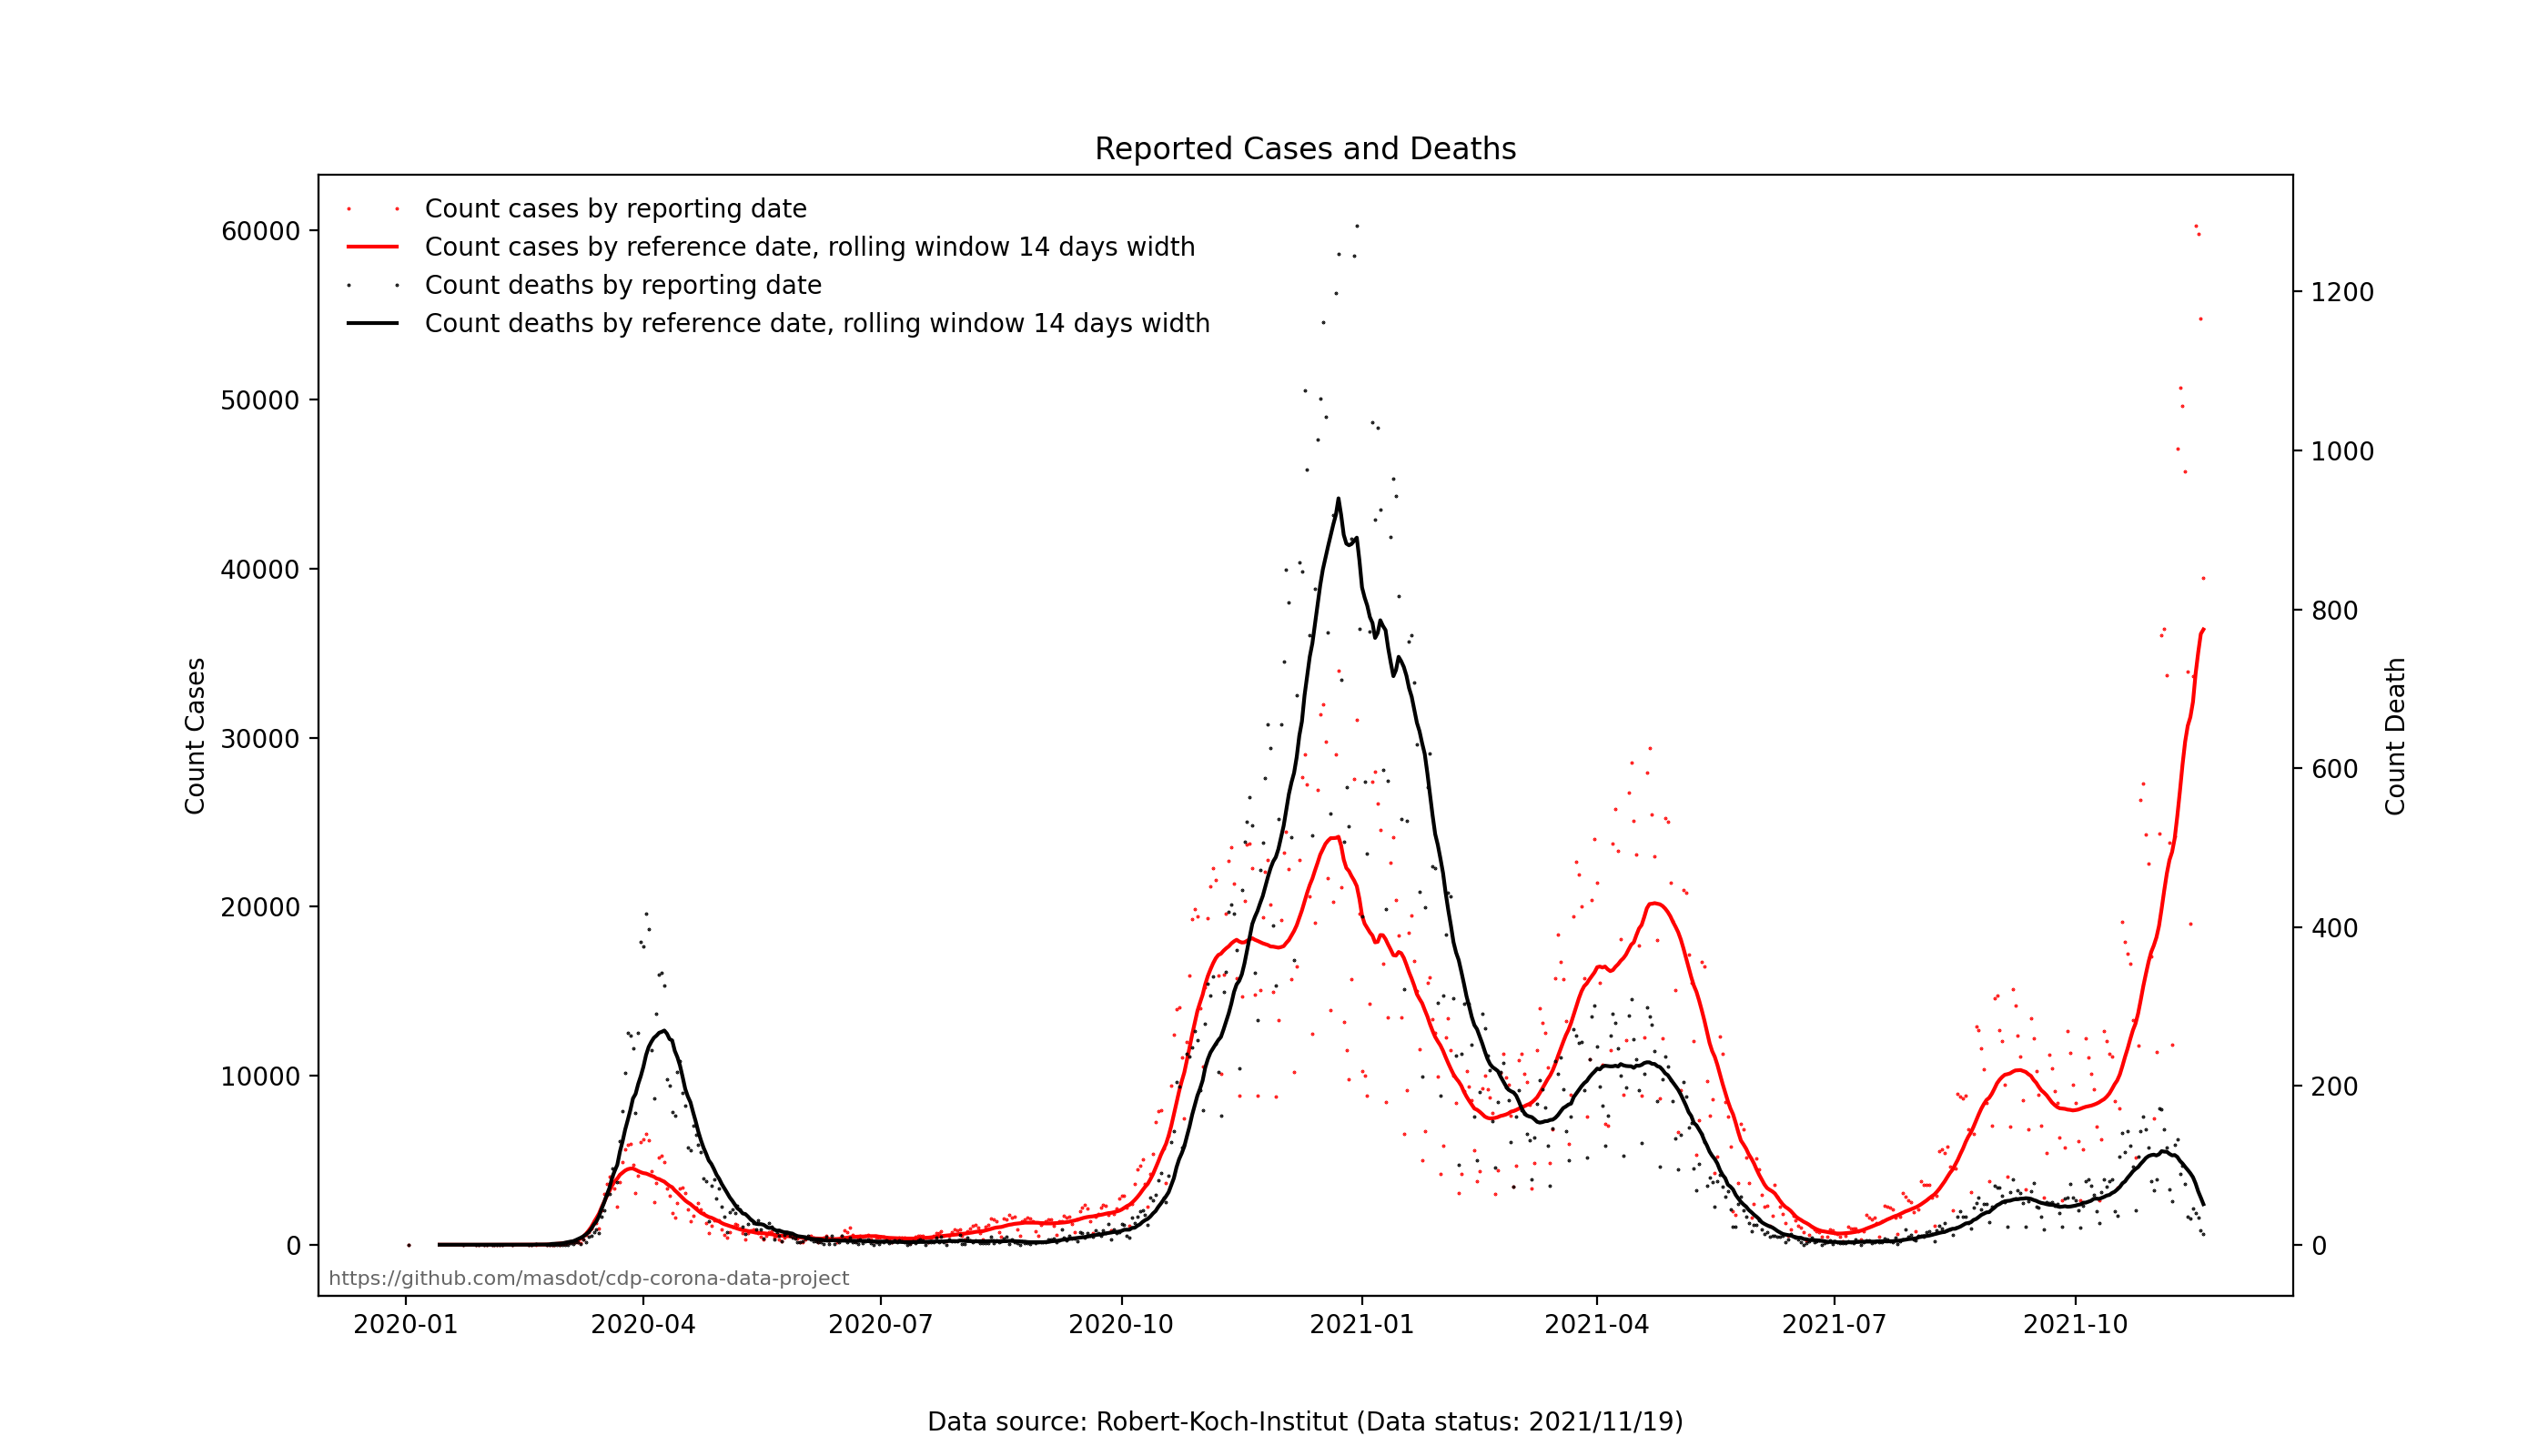 Reported Cases and Deaths
Count cases by reporting date
Count cases by reference date, rolling window 14 days width
Count deaths by reporting date
Count deaths by reference date, rolling window 14 days width
60000
50000
40000
30000
20000
10000
0
Count Cases
1200
1000
800
600
400
200
0
Count Death
https://github.com/masdot/cdp-corona-data-project
2020-01 2020-04 2020-07 2020-10 2021-01 2021-04 2021-07 2021-10
Data source: Robert-Koch-Institut (Data status: 2021/11/19)